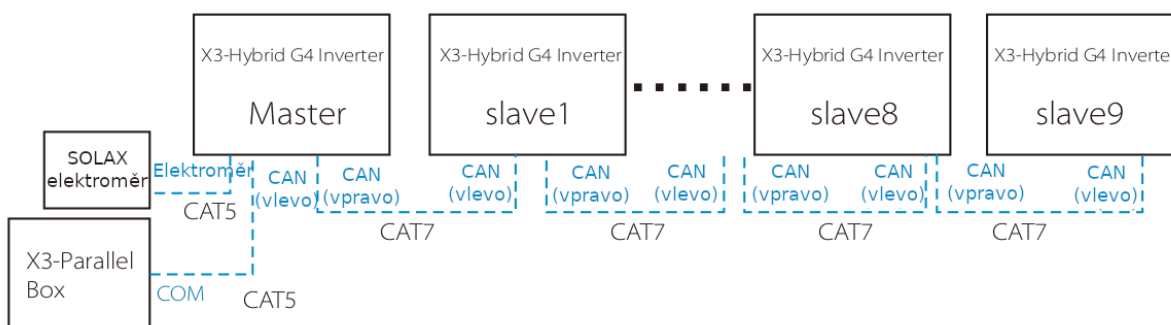 X3-Hybrid G4 Inverter
Master
X3-Hybrid G4 Inverter
slave1
X3-Hybrid G4 Inverter
slave8
X3-Hybrid G4 Inverte
slave9
SOLAX
elektroměr
Elektroměr
CAT5
CAN
(vlevo)
CAN
(vpravo)
CAN
(vlevo)
CAT7
CAN
(vpravo)
CAN
(vlevo)
CAT7
CAN
(vpravo)
CAN
(vlevo)
CAT7
CAN
(vpravo)
CAN
(vlevo)
CAT7
X3-Parallel
Box
COM
CAT5